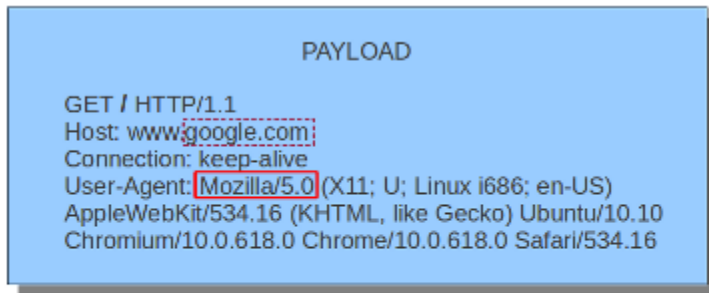 PAYLOAD
GET / HTTP/1.1
Host: www.google.com
Connection: keep-alive
User-Agent: Mozilla/5.0 (X11; U; Linux i686; en-US)
AppleWebKit/534.16 (KHTML, like Gecko) Ubuntu/10.10
Chromium/10.0.618.0 Chrome/10.0.618.0 Safari/534.16